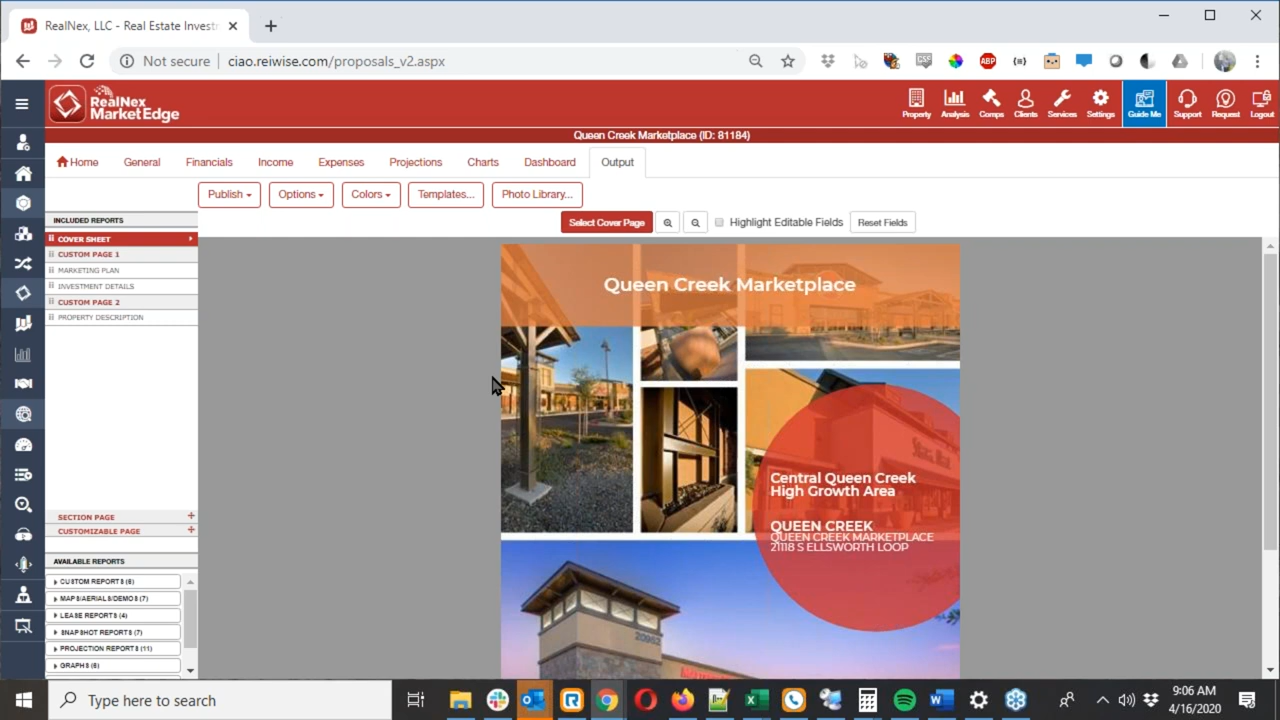 RealNex, LLC - Real Estate Invest
Not secure
ciao.reiwise.com/proposals_v2.aspx
ABP
RealNex
MarketEdge
Property
Analysis
Comps
Clients
Services
Settings
Guide Me
Support
Request
Logout
Queen Creek Marketplace (ID: 81184)
Home
General
Financials
Income
Expenses
Projections
Charts
Dashboard
Output
Publish
Options
Colors
Templates...
Photo Library...
INCLUDED REPORTS
Select Cover Page
Highlight Editable Fields
Reset Fields
COVER SHEET
CUSTOM PAGE 1
MARKETING PLAN
INVESTMENT DETAILS
CUSTOM PAGE 2
PROPERTY DESCRIPTION
SECTION PAGE
CUSTOMIZABLE PAGE
AVAILABLE REPORTS
CUSTOM REPORTS (6)
MAPS/AERIALS/DEMOS (7)
LEASE REPORTS (4)
SNAPSHOT REPORTS (7)
PROJECTION REPORTS (11)
GRAPHS (6)
Queen Creek Marketplace
Central Queen Creek
High Growth Area
QUEEN CREEK
QUEEN CREEK MARKETPLACE
21118 S ELLSWORTH LOOP
Type here to search
9:06 AM
4/16/2020